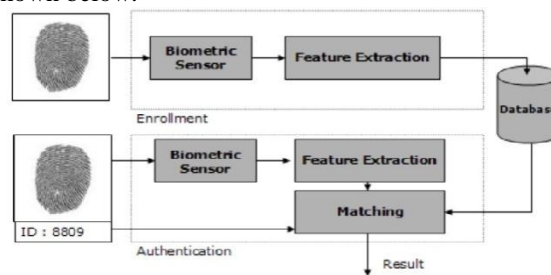 Biometric
Sensor
Feature Extraction
Enrollment
Database
Biometric
Sensor
Feature Extraction
Matching
ID : 8809
Authentication
Result